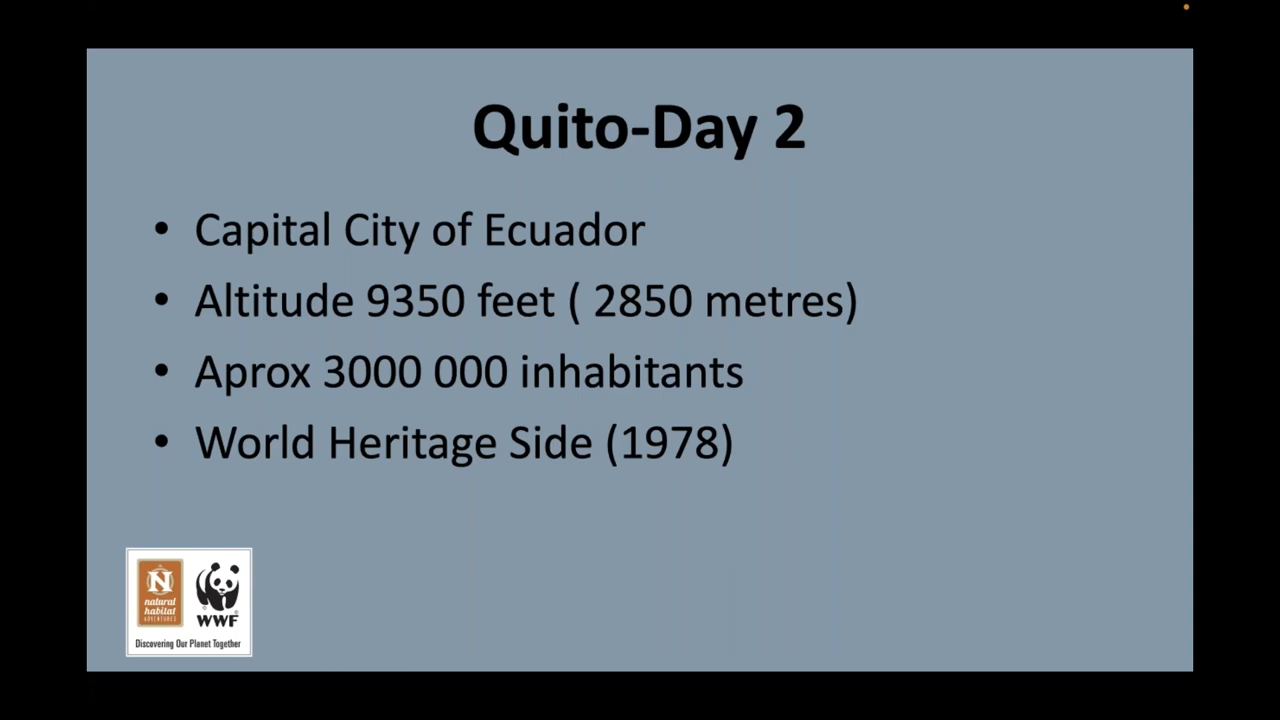 Quito-Day 2
• Capital City of Ecuador
• Altitude 9350 feet ( 2850 metres)
• Aprox 3000 000 inhabitants
• World Heritage Side (1978)
N
natural
habitat
ADVENTURES
WWF
Discovering Our Planet Together